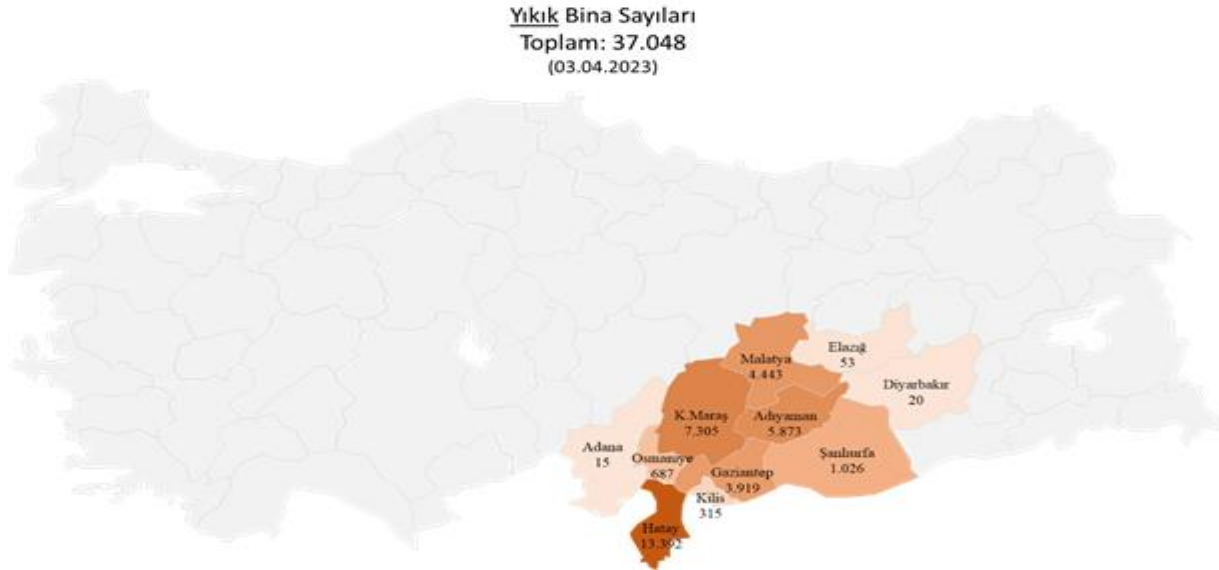 Yıkık Bina Sayıları
Toplam: 37.048
(03.04.2023)
Malatya
4.443
Elazığ
53
Diyarbakır
20
K.Maraş
7.305
Adıyaman
5.873
Adana
15
Osmaniye
687
Gaziantep
3.919
Şanlıurfa
1.026
Kilis
315
Hatay
13.392